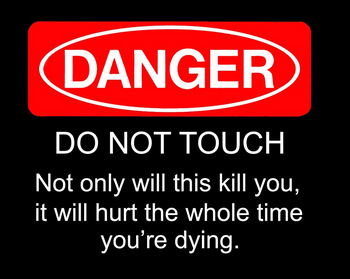 DANGER
DO NOT TOUCH
Not only will this kill you,
it will hurt the whole time
you’re dying.